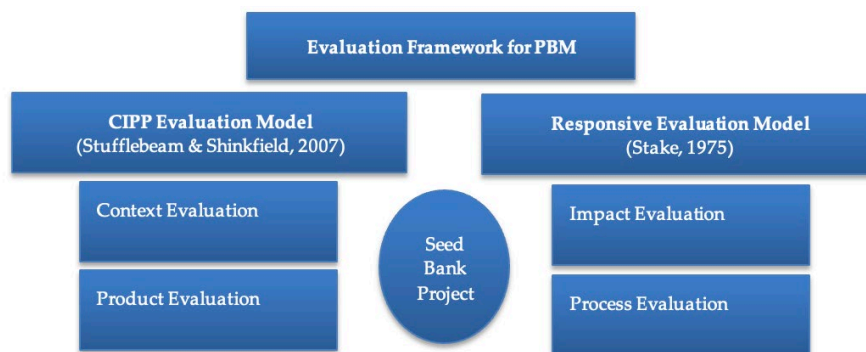 Evaluation Framework for PBM
CIPP Evaluation Model
(Stufflebeam & Shinkfield, 2007)
Responsive Evaluation Model
(Stake, 1975)
Context Evaluation
Product Evaluation
Seed
Bank
Project
Impact Evaluation
Process Evaluation